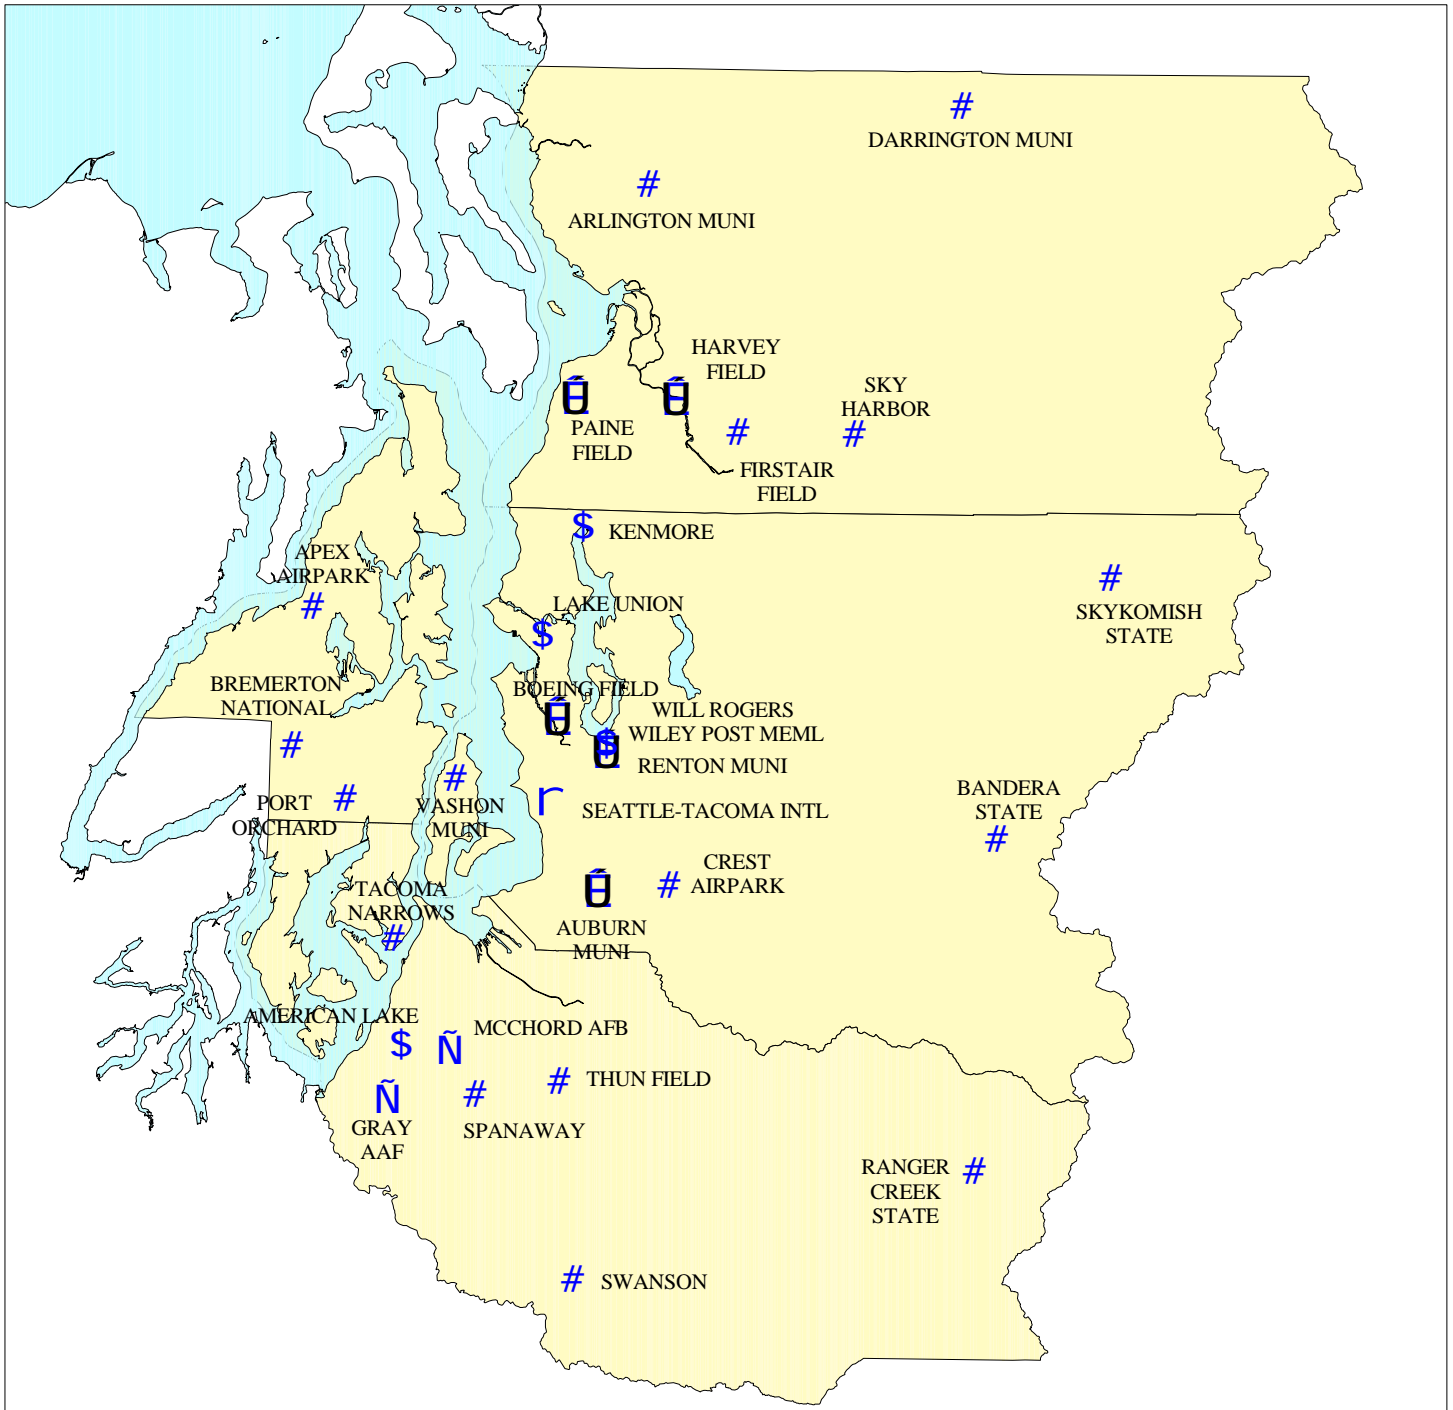 #
DARRINGTON MUNI
#
ARLINGTON MUNI
HARVEY
FIELD
SKY
HARBOR
PAINE
FIELD
#
#
FIRSTAIR
FIELD
$
KENMORE
APEX
AIRPARK
#
LAKE UNION
$
#
SKYKOMISH
STATE
BREMERTON
NATIONAL
#
BOEING FIELD
WILL ROGERS
WILEY POST MEML
$
RENTON MUNI
PORT
ORCHARD
#
#
VASHON
MUNI
r
SEATTLE-TACOMA INTL
BANDERA
STATE
#
CREST
AIRPARK
#
AUBURN
MUNI
TACOMA
NARROWS
#
AMERICAN LAKE
$
Ñ
MCCHORD AFB
Ñ
GRAY
AAF
#
SPANAWAY
#
THUN FIELD
RANGER
CREEK
STATE
#
#
SWANSON